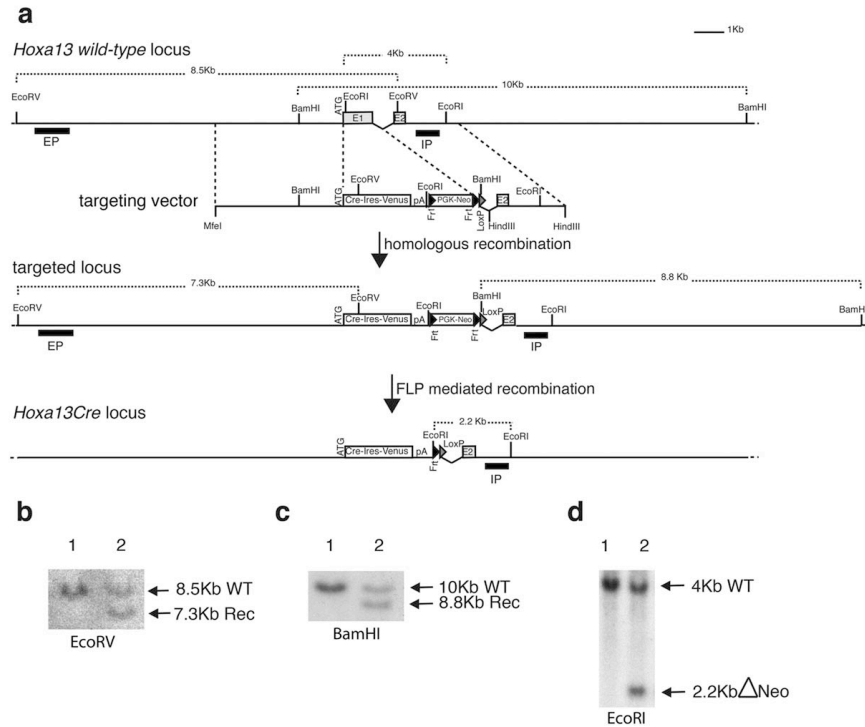 a
1Kb
Hoxa13 wild-type locus
4Kb
8.5Kb
10Kb
EcoRV
BamHI
ATG
EcoRI
EcoRV
EcoRI
BamHI
E1
E2
EP
IP
targeting vector
BamHI
EcoRV
EcoRI
BamHI
EcoRI
ATG
Cre-Ires-Venus
pA
PGK-Neo
E2
MfeI
Fr1
Fr1
LoxP
HindIII
HindIII
homologous recombination
targeted locus
7.3Kb
8.8 Kb
EcoRV
EcoRV
EcoRI
BamHI
EcoRI
BamH
ATG
Cre-Ires-Venus
pA
PGK-Neo
LoxP
E2
EP
Frt
Fr1
IP
FLP mediated recombination
Hoxa13Cre locus
2.2 Kb
EcoRI
EcoRI
ATG
Cre-Ires-Venus
pA
LoxP
E2
Frt
IP
b
c
d
1 2
1 2
1 2
8.5Kb WT
7.3Kb Rec
EcoRV
10Kb WT
8.8Kb Rec
BamHI
4Kb WT
2.2Kb△Neo
EcoRI